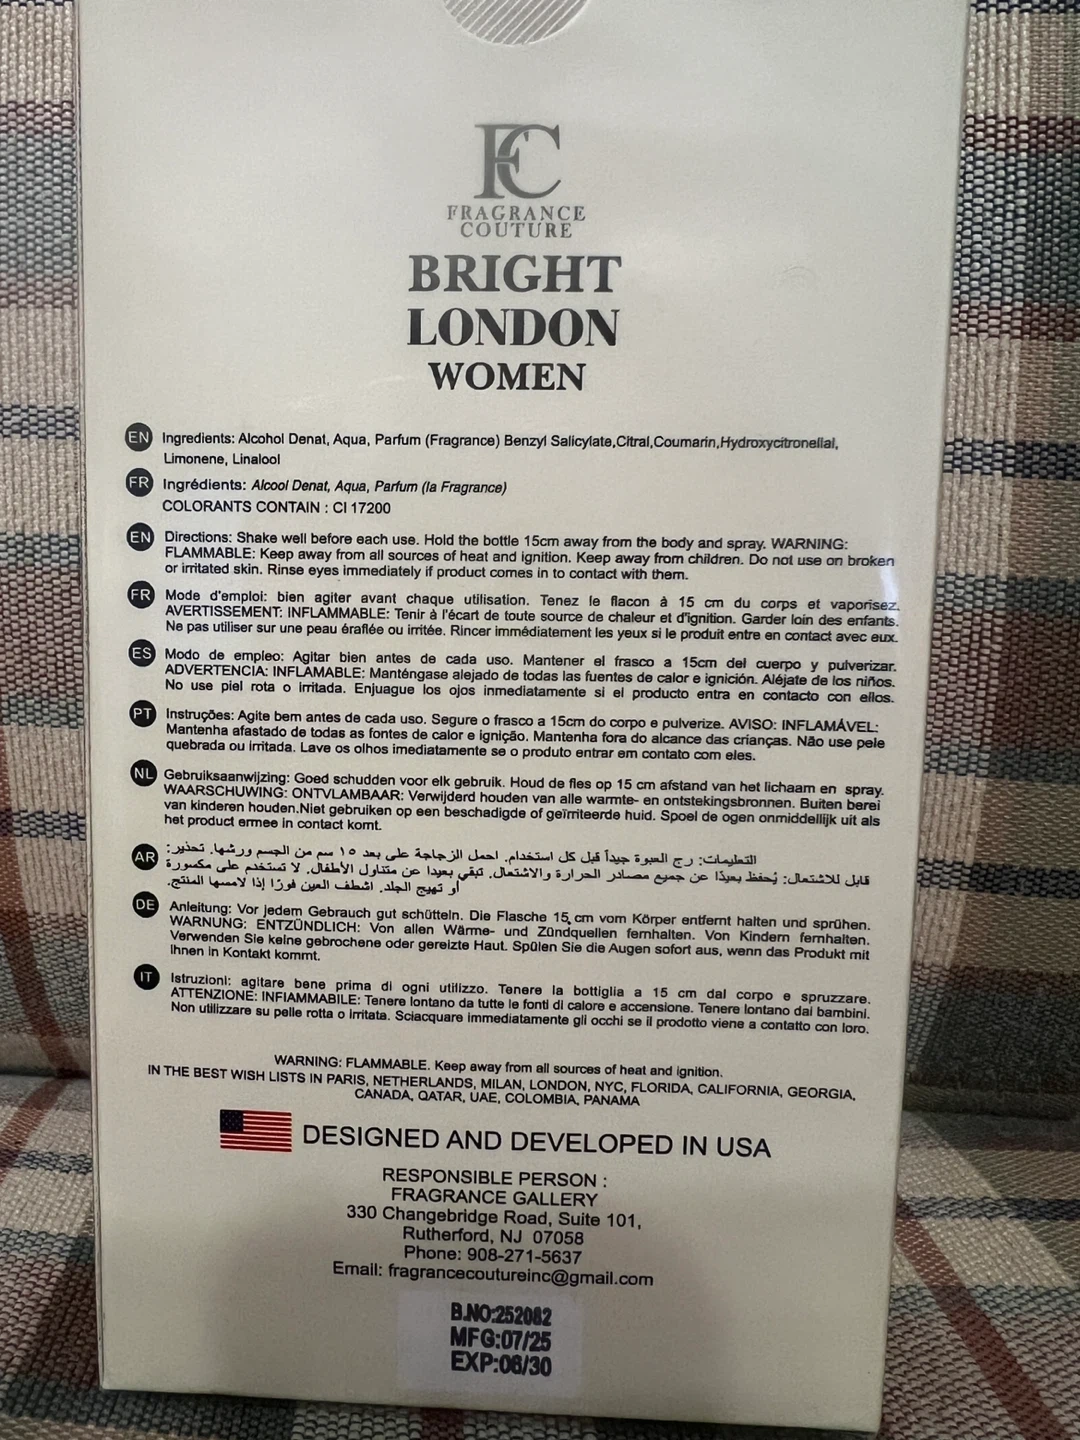 FC
FRAGRANCE
COUTURE
BRIGHT
LONDON
WOMEN
EN Ingredients: Alcohol Denat, Aqua, Parfum (Fragrance) Benzyl Salicylate,Citral,Coumarin,Hydroxycitronellal,
Limonene, Linalool
FR Ingrédients: Alcool Denat, Aqua, Parfum (la Fragrance)
COLORANTS CONTAIN : CI 17200
EN Directions: Shake well before each use. Hold the bottle 15cm away from the body and spray. WARNING:
FLAMMABLE: Keep away from all sources of heat and ignition. Keep away from children. Do not use on broken
or irritated skin. Rinse eyes immediately if product comes in to contact with them.
FR Mode d'emploi: bien agiter avant chaque utilisation. Tenez le flacon à 15 cm du corps et vaporisez.
AVERTISSEMENT: INFLAMMABLE: Tenir à l'écart de toute source de chaleur et d'ignition. Garder loin des enfants.
Ne pas utiliser sur une peau éraflée ou irritée. Rincer immédiatement les yeux si le produit entre en contact avec eux.
ES Modo de empleo: Agitar bien antes de cada uso. Mantener el frasco a 15cm del cuerpo y pulverizar.
ADVERTENCIA: INFLAMABLE: Manténgase alejado de todas las fuentes de calor e ignición. Aléjate de los niños.
No use piel rota o irritada. Enjuague los ojos inmediatamente si el producto entra en contacto con ellos.
PT Instruções: Agite bem antes de cada uso. Segure o frasco a 15cm do corpo e pulverize. AVISO: INFLAMÁVEL:
Mantenha afastado de todas as fontes de calor e ignição. Mantenha fora do alcance das crianças. Não use pele
quebrada ou irritada. Lave os olhos imediatamente se o produto entrar em contato com eles.
NL Gebruiksaanwijzing: Goed schudden voor elk gebruik. Houd de fles op 15 cm afstand van het lichaam en spray.
WAARSCHUWING: ONTVLAMBAAR: Verwijderd houden van alle warmte- en ontstekingsbronnen. Buiten berei
van kinderen houden.Niet gebruiken op een beschadigde of geïrriteerde huid. Spoel de ogen onmiddellijk uit als
het product ermee in contact komt.
AR التعليمات: رج العبوة جيداً قبل كل استخدام. احمل الزجاجة على بعد ١٥ سم من الجسم ورشها. تحذير:
قابل للاشتعال: يُحفظ بعيدًا عن جميع مصادر الحرارة والاشتعال. تبقي بعيدا عن متناول الأطفال. لا تستخدم على مكسورة
أو تهيج الجلد. اشطف العين فورًا إذا لامسها المنتج.
DE Anleitung: Vor jedem Gebrauch gut schütteln. Die Flasche 15 cm vom Körper entfernt halten und sprühen.
WARNUNG: ENTZÜNDLICH: Von allen Wärme- und Zündquellen fernhalten. Von Kindern fernhalten.
Verwenden Sie keine gebrochene oder gereizte Haut. Spülen Sie die Augen sofort aus, wenn das Produkt mit
Ihnen in Kontakt kommt.
IT Istruzioni: agitare bene prima di ogni utilizzo. Tenere la bottiglia a 15 cm dal corpo e spruzzare.
ATTENZIONE: INFIAMMABILE: Tenere lontano da tutte le fonti di calore e accensione. Tenere lontano dai bambini.
Non utilizzare su pelle rotta o irritata. Sciacquare immediatamente gli occhi se il prodotto viene a contatto con loro.
WARNING: FLAMMABLE. Keep away from all sources of heat and ignition.
IN THE BEST WISH LISTS IN PARIS, NETHERLANDS, MILAN, LONDON, NYC, FLORIDA, CALIFORNIA, GEORGIA,
CANADA, QATAR, UAE, COLOMBIA, PANAMA
DESIGNED AND DEVELOPED IN USA
RESPONSIBLE PERSON :
FRAGRANCE GALLERY
330 Changebridge Road, Suite 101,
Rutherford, NJ 07058
Phone: 908-271-5637
Email: fragrancecoutureinc@gmail.com
B.NO:252082
MFG:07/25
EXP:06/30